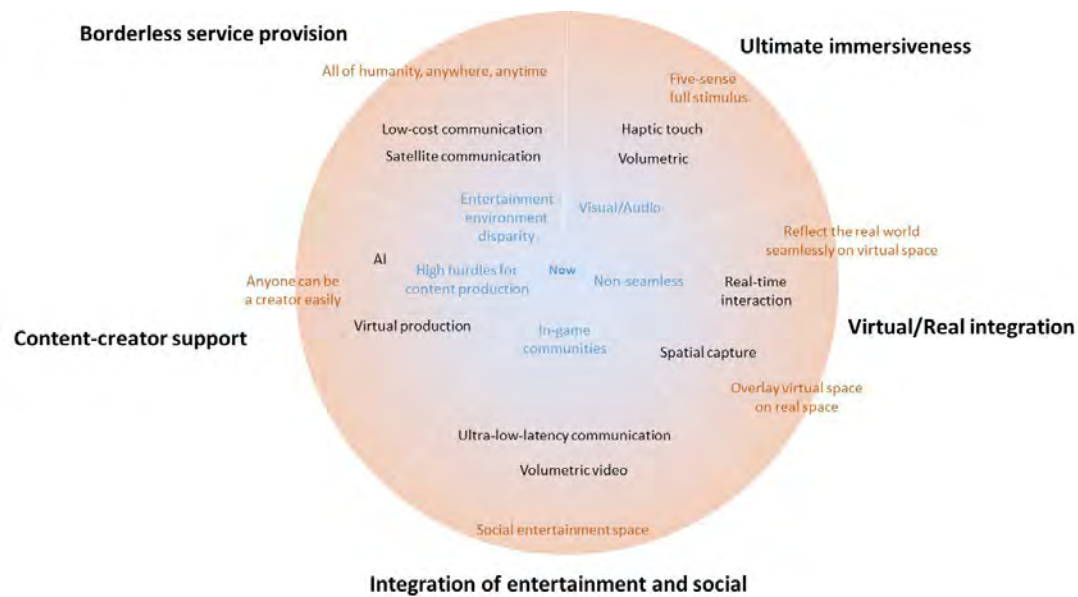 Borderless service provision
Ultimate immersiveness
All of humanity, anywhere, anytime
Five-sense
full stimulus
Low-cost communication
Haptic touch
Satellite communication
Volumetric
Entertainment
environment
disparity
Visual/Audio
Reflect the real world
seamlessly on virtual space
AI
High hurdles for
content production
Now
Non-seamless
Anyone can be
a creator easily
Real-time
interaction
Content-creator support
Virtual production
In-game
communities
Virtual/Real integration
Spatial capture
Overlay virtual space
on real space
Ultra-low-latency communication
Volumetric video
Social entertainment space
Integration of entertainment and social